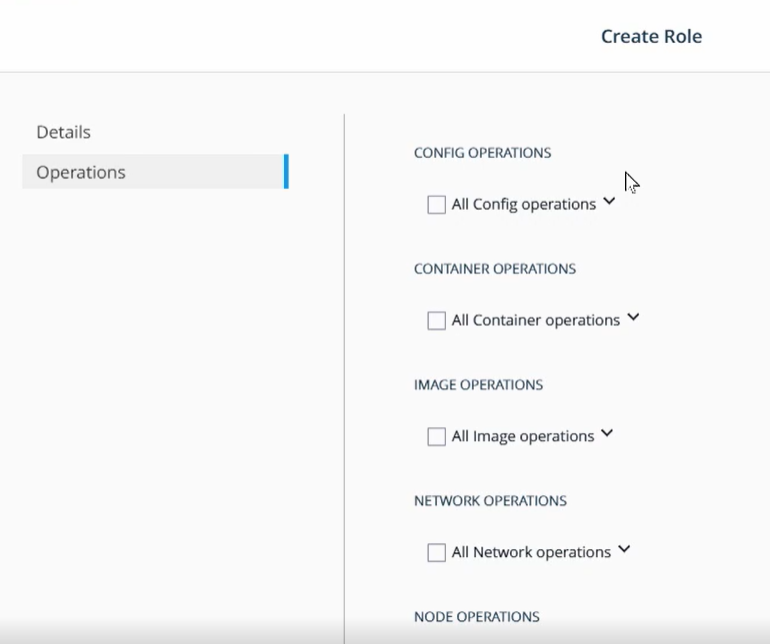 Create Role
Details
Operations
CONFIG OPERATIONS
All Config operations
CONTAINER OPERATIONS
All Container operations
IMAGE OPERATIONS
All Image operations
NETWORK OPERATIONS
All Network operations
NODE OPERATIONS